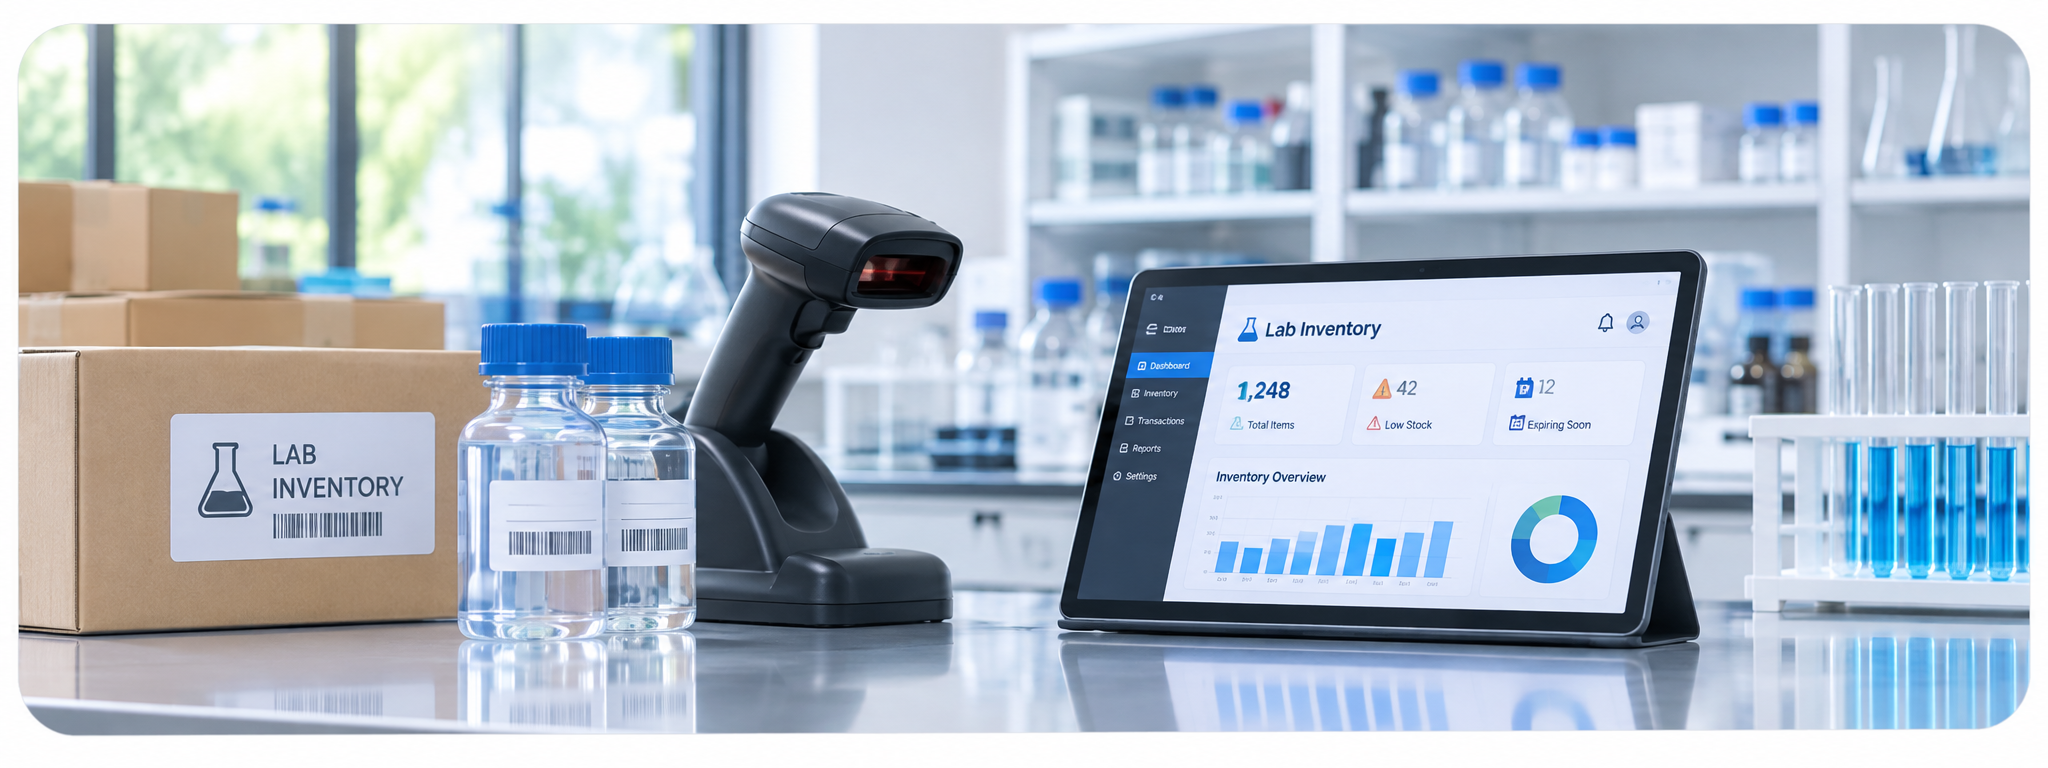 LAB
INVENTORY
Lab Inventory
Dashboard
Inventory
Transactions
Reports
Settings
1,248
Total Items
42
Low Stock
12
Expiring Soon
Inventory Overview